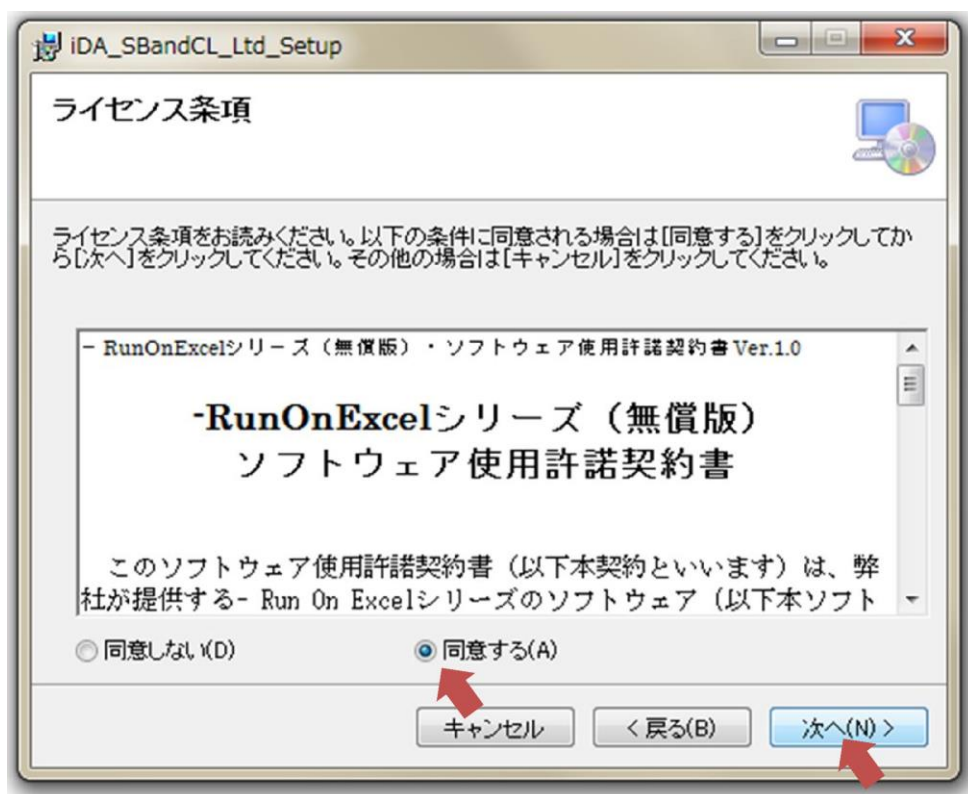 iDA_SBandCL_Ltd_Setup
ライセンス条項
ライセンス条項をお読みください。以下の条件に同意される場合は[同意する]をクリックしてか
ら[次へ]をクリックしてください。その他の場合は[キャンセル]をクリックしてください。
- RunOnExcelシリーズ（無償版）・ソフトウェア使用許諾契約書Ver.1.0
-RunOnExcelシリーズ（無償版）
ソフトウェア使用許諾契約書
このソフトウェア使用許諾契約書（以下本契約といいます）は、弊
社が提供する- Run On Excelシリーズのソフトウェア（以下本ソフト
同意しない(D)
同意する(A)
キャンセル
< 戻る(B)
次へ(N) >